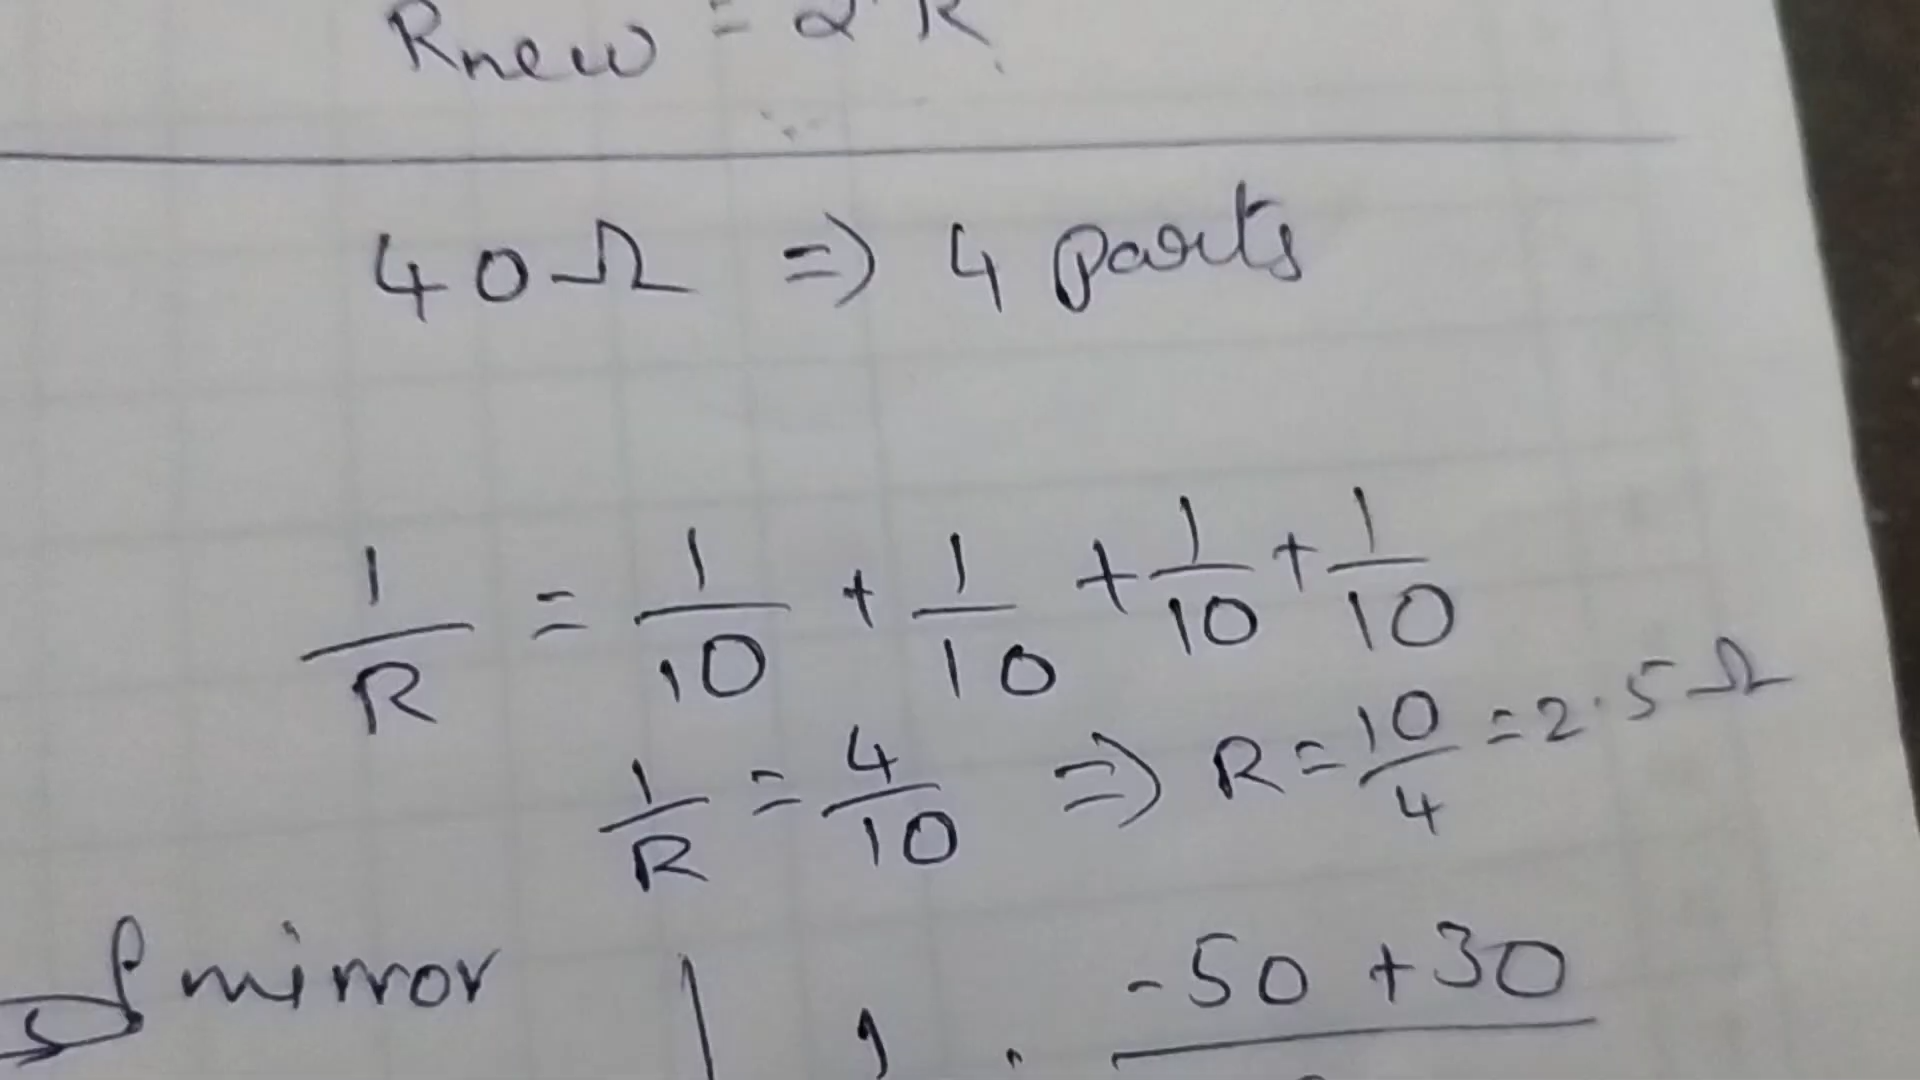 Rnew = 2 R
40Ω => 4 parts
1/R = 1/10 + 1/10 + 1/10 + 1/10
1/R = 4/10 => R = 10/4 = 2.5Ω
f mirror
-50 + 30